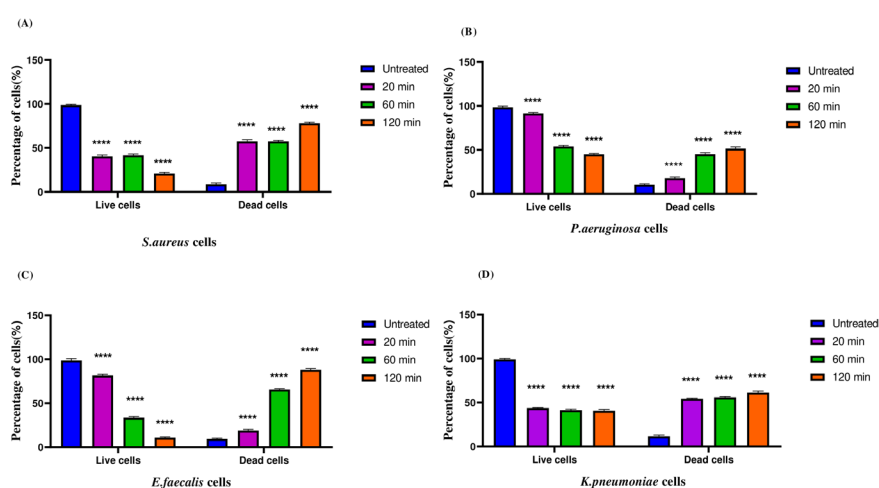 (A)
Percentage of cells(%)
150
100
50
0
**** **** ****
**** **** ****
Live cells Dead cells
Untreated
20 min
60 min
120 min
S.aureus cells
(B)
Percentage of cells(%)
150
100
50
0
**** **** ****
**** **** ****
Live cells Dead cells
Untreated
20 min
60 min
120 min
P.aeruginosa cells
(C)
Percentage of cells(%)
150
100
50
0
**** **** ****
**** **** ****
Live cells Dead cells
Untreated
20 min
60 min
120 min
E.faecalis cells
(D)
Percentage of cells(%)
150
100
50
0
**** **** ****
**** **** ****
Live cells Dead cells
Untreated
20 min
60 min
120 min
K.pneumoniae cells